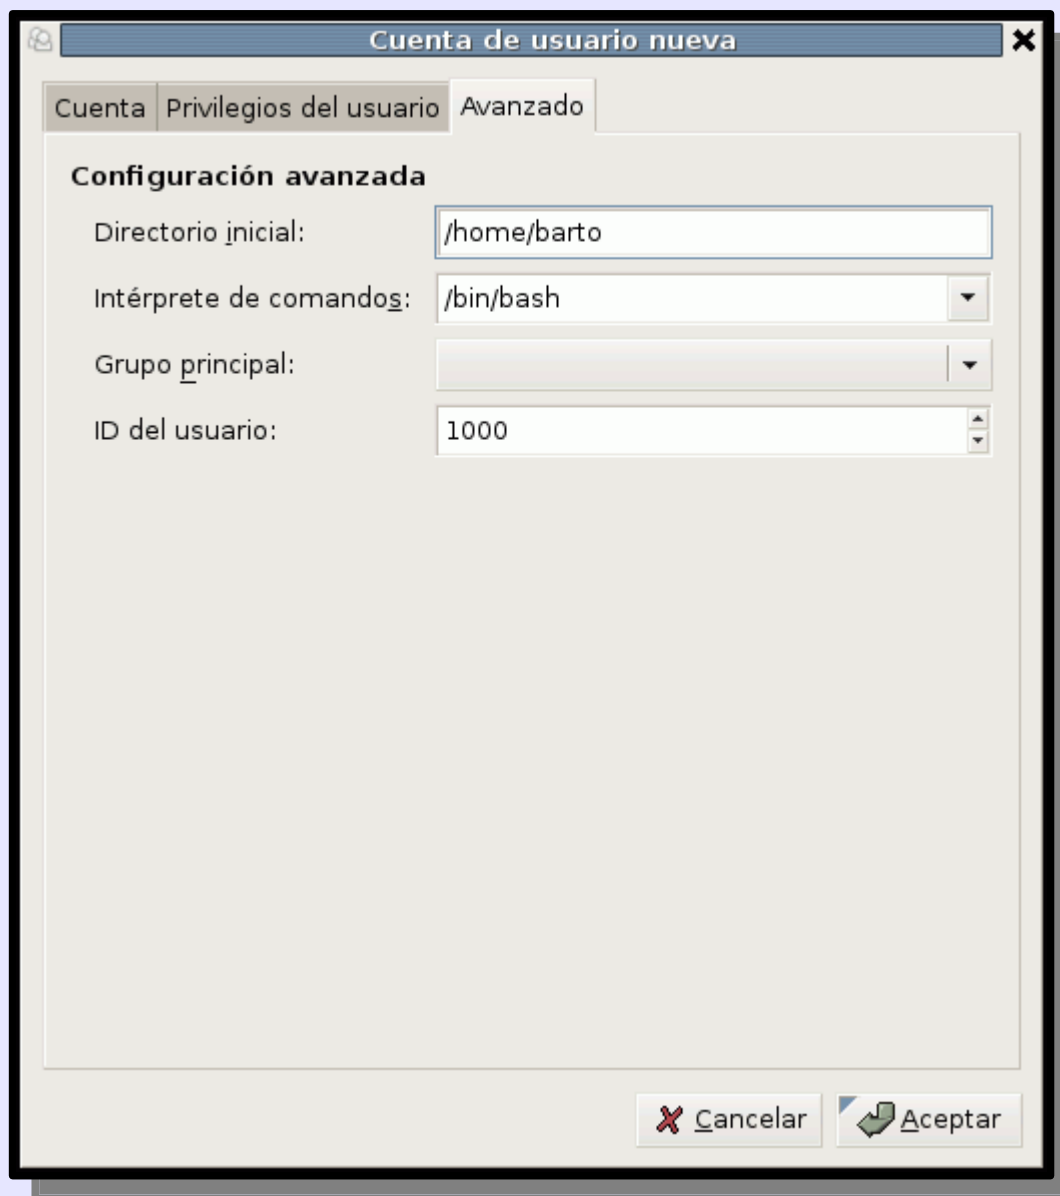 Cuenta de usuario nueva
Cuenta Privilegios del usuario Avanzado
Configuración avanzada
Directorio inicial: /home/barto
Intérprete de comandos: /bin/bash
Grupo principal:
ID del usuario: 1000
Cancelar Aceptar